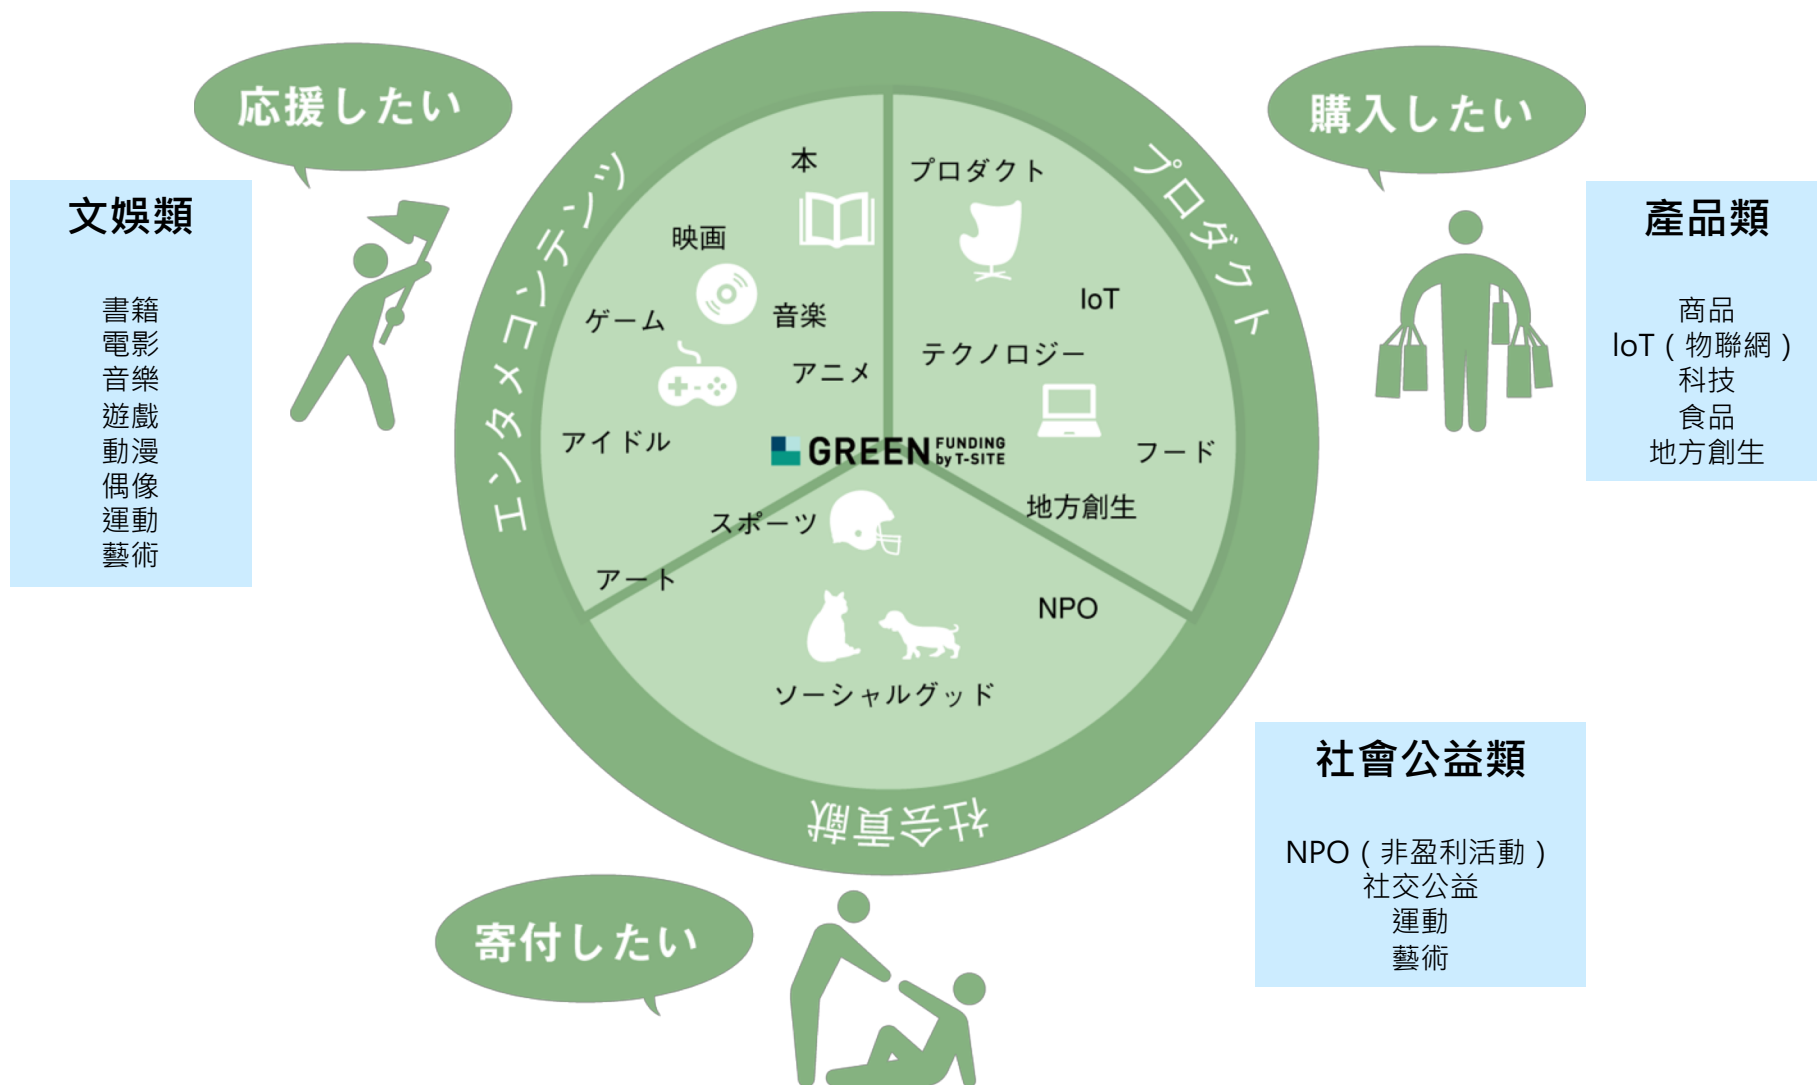 応援したい
購入したい
文娯類
書籍
電影
音樂
遊戲
動漫
偶像
運動
藝術
エンタメコンテンツ
プロダクト
本
映画
ゲーム
音楽
アニメ
アイドル
スポーツ
アート
プロダクト
IoT
テクノロジー
フード
地方創生
GREEN FUNDING by T-SITE
NPO
ソーシャルグッド
社会貢献
產品類
商品
IoT（物聯網）
科技
食品
地方創生
社會公益類
NPO（非盈利活動）
社交公益
運動
藝術
寄付したい